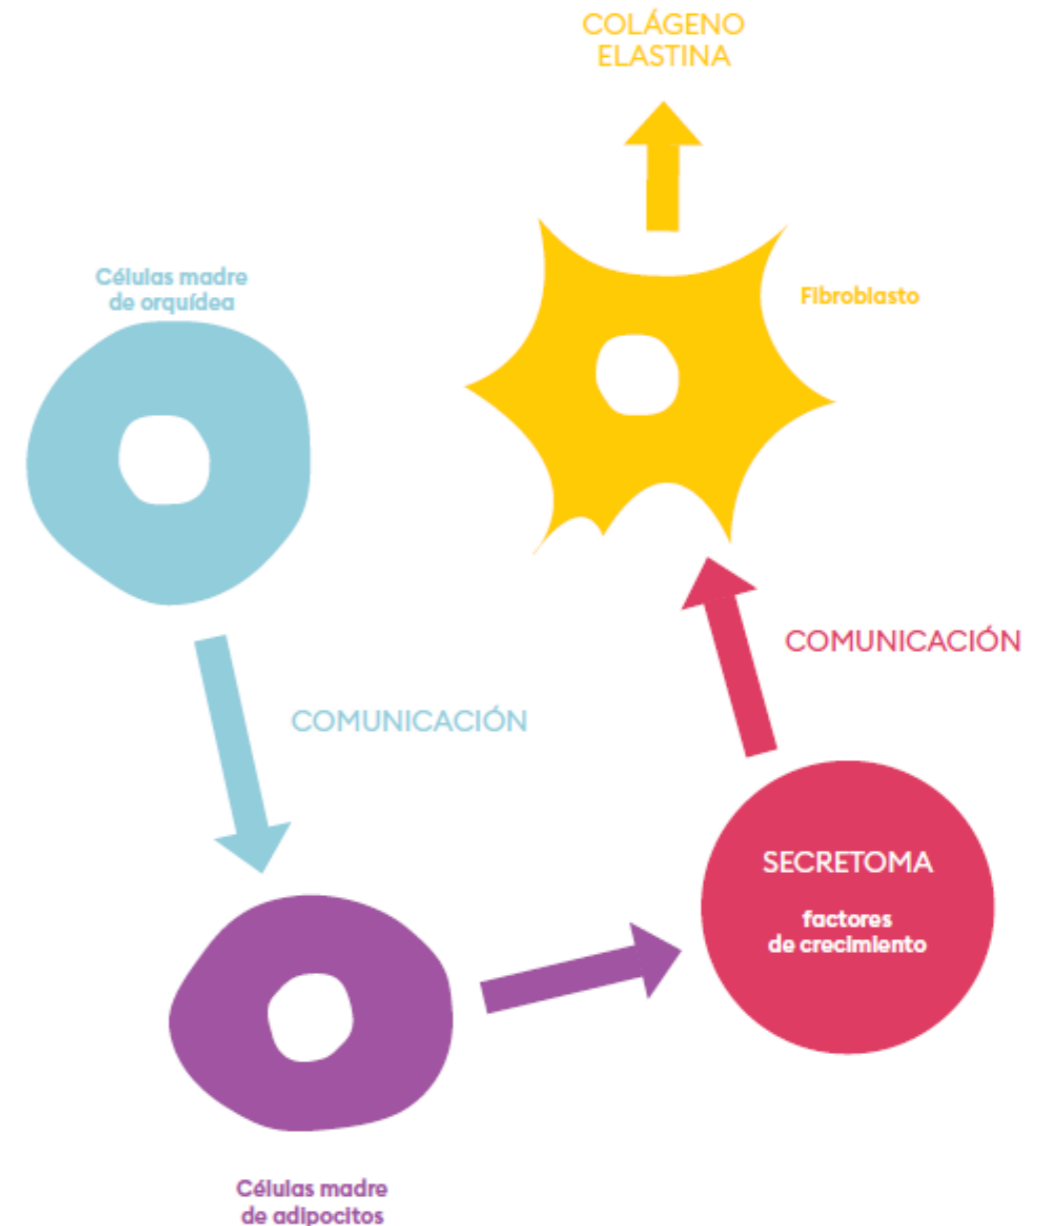 COLÁGENO
ELASTINA
Células madre
de orquídea
Fibroblasto
COMUNICACIÓN
COMUNICACIÓN
SECRETOMA
factores
de crecimiento
Células madre
de adipocitos